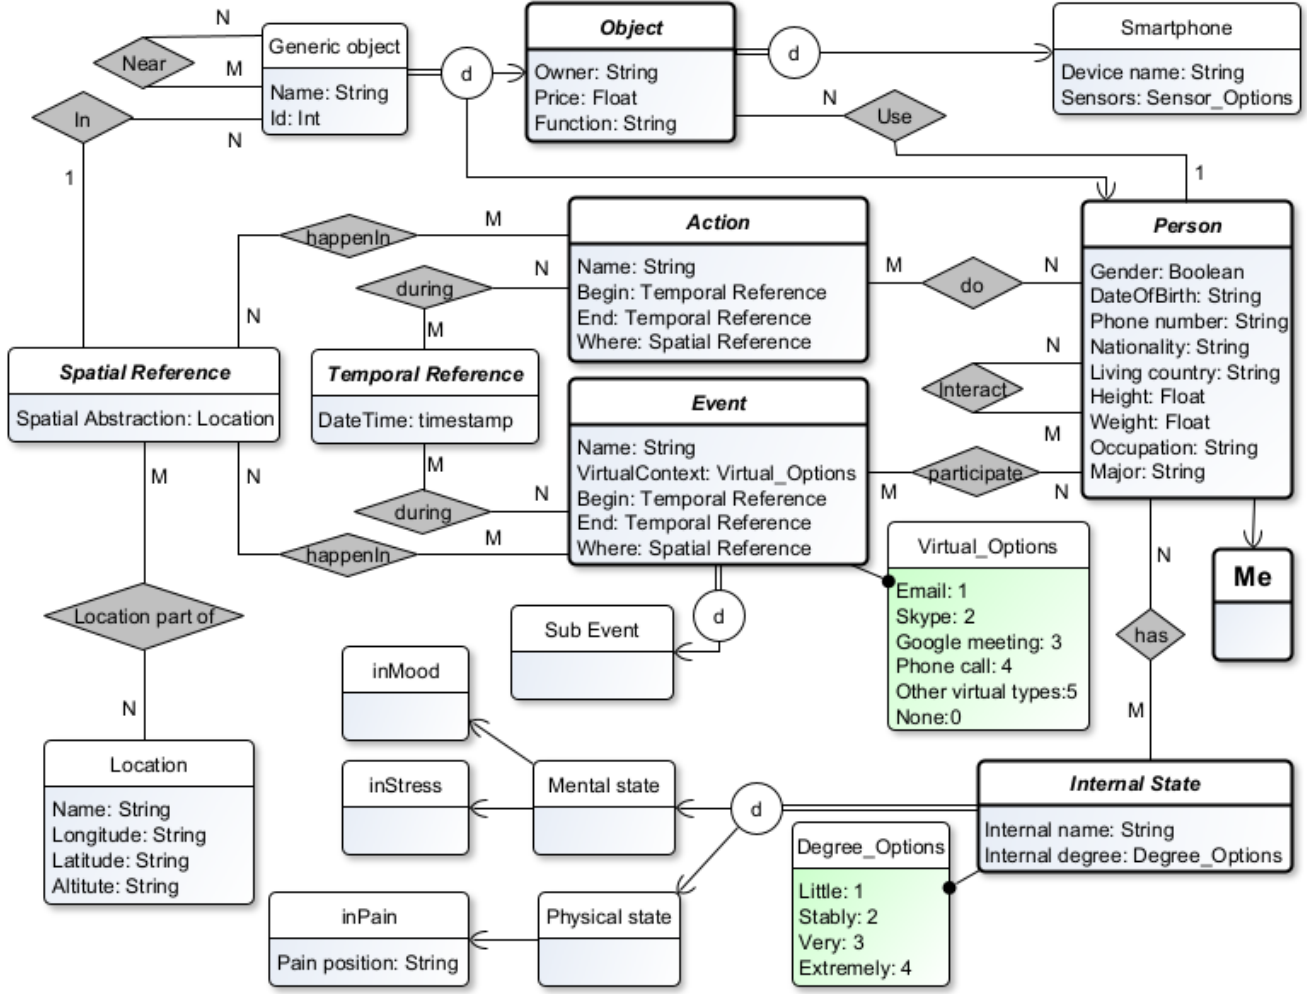 N
Near
M
In
N
1
Generic object
Name: String
Id: Int
d
Object
Owner: String
Price: Float
Function: String
d
N
Use
1
Smartphone
Device name: String
Sensors: Sensor_Options
happenIn
M
N
during
N
M
Action
Name: String
Begin: Temporal Reference
End: Temporal Reference
Where: Spatial Reference
M
do
N
Person
Gender: Boolean
DateOfBirth: String
Phone number: String
Nationality: String
Living country: String
Height: Float
Weight: Float
Occupation: String
Major: String
N
Interact
M
Spatial Reference
Spatial Abstraction: Location
Temporal Reference
DateTime: timestamp
Event
Name: String
VirtualContext: Virtual_Options
Begin: Temporal Reference
End: Temporal Reference
Where: Spatial Reference
M
participate
N
M
N
M
during
N
happenIn
M
Virtual_Options
Email: 1
Skype: 2
Google meeting: 3
Phone call: 4
Other virtual types:5
None:0
N
has
M
Me
Location part of
N
d
Sub Event
inMood
Location
Name: String
Longitude: String
Latitude: String
Altitute: String
inStress
Mental state
d
Internal State
Internal name: String
Internal degree: Degree_Options
Degree_Options
Little: 1
Stably: 2
Very: 3
Extremely: 4
inPain
Pain position: String
Physical state